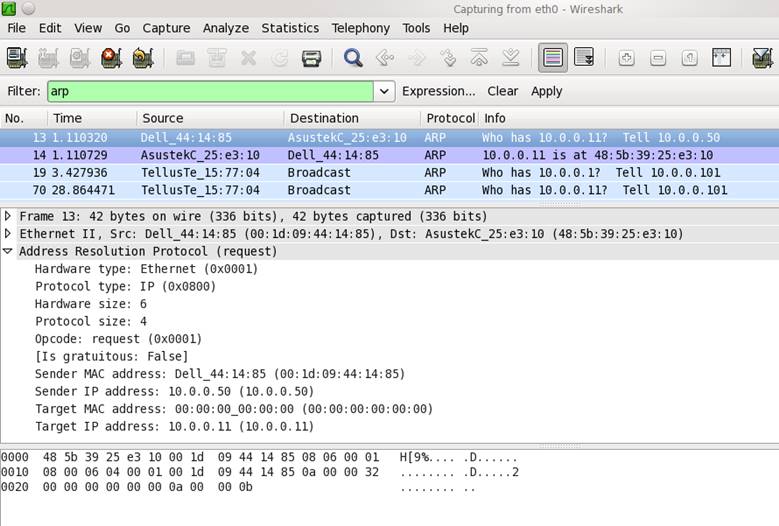 Capturing from eth0 - Wireshark
File Edit View Go Capture Analyze Statistics Telephony Tools Help
Filter: arp Expression... Clear Apply
No. Time Source Destination Protocol Info
13 1.110320 Dell_44:14:85 AsustekC_25:e3:10 ARP Who has 10.0.0.11? Tell 10.0.0.50
14 1.110729 AsustekC_25:e3:10 Dell_44:14:85 ARP 10.0.0.11 is at 48:5b:39:25:e3:10
19 3.427936 TellusTe_15:77:04 Broadcast ARP Who has 10.0.0.1? Tell 10.0.0.101
70 28.864471 TellusTe_15:77:04 Broadcast ARP Who has 10.0.0.11? Tell 10.0.0.101
Frame 13: 42 bytes on wire (336 bits), 42 bytes captured (336 bits)
Ethernet II, Src: Dell_44:14:85 (00:1d:09:44:14:85), Dst: AsustekC_25:e3:10 (48:5b:39:25:e3:10)
Address Resolution Protocol (request)
Hardware type: Ethernet (0x0001)
Protocol type: IP (0x0800)
Hardware size: 6
Protocol size: 4
Opcode: request (0x0001)
[Is gratuitous: False]
Sender MAC address: Dell_44:14:85 (00:1d:09:44:14:85)
Sender IP address: 10.0.0.50 (10.0.0.50)
Target MAC address: 00:00:00_00:00:00 (00:00:00:00:00:00)
Target IP address: 10.0.0.11 (10.0.0.11)
0000 48 5b 39 25 e3 10 00 1d 09 44 14 85 08 06 00 01 H[9%.... .D......
0010 08 00 06 04 00 01 00 1d 09 44 14 85 0a 00 00 32 ........ .D.....2
0020 00 00 00 00 00 00 0a 00 00 0b ........ ..